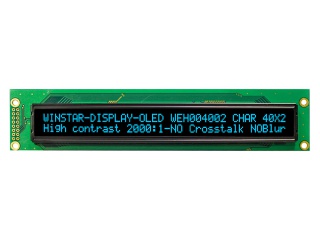 WINSTAR-DISPLAY-OLED WEH004002 CHAR 40X2
High contrast 2000:1-NO Crosstalk NOBlur